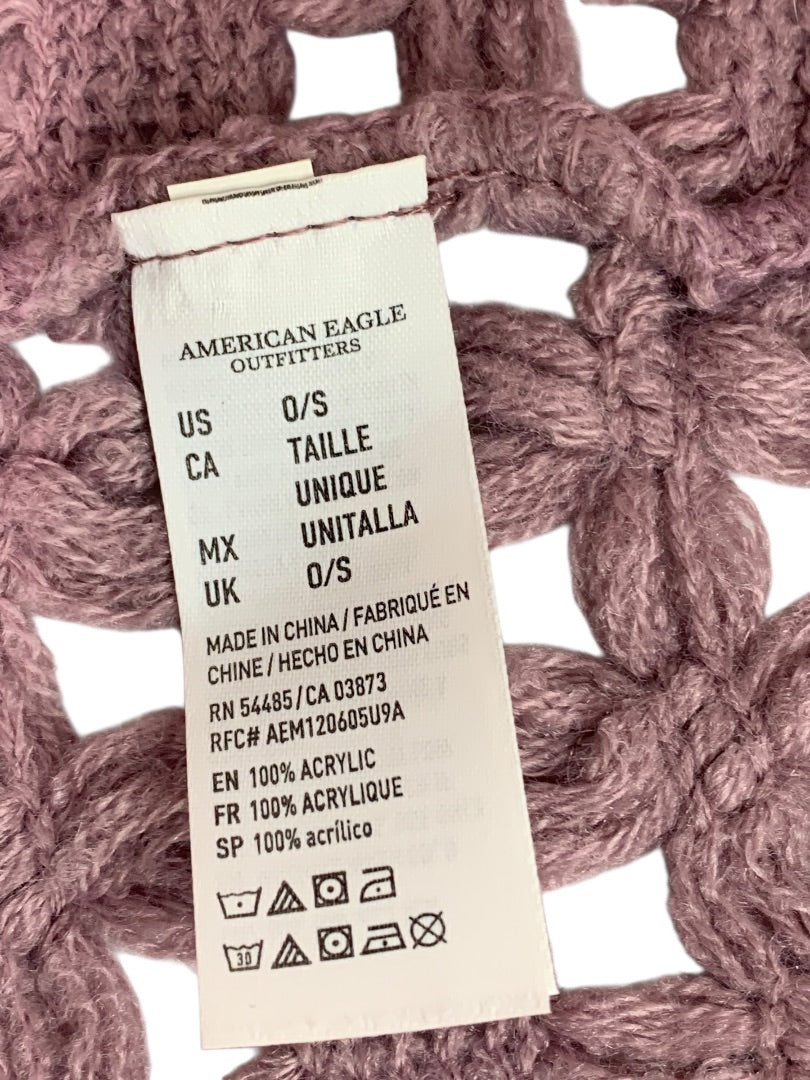 AMERICAN EAGLE
OUTFITTERS
US O/S
CA TAILLE
UNIQUE
MX UNITALLA
UK O/S
MADE IN CHINA / FABRIQUÉ EN
CHINE / HECHO EN CHINA
RN 54485 / CA 03873
RFC# AEM120605U9A
EN 100% ACRYLIC
FR 100% ACRYLIQUE
SP 100% acrílico
30